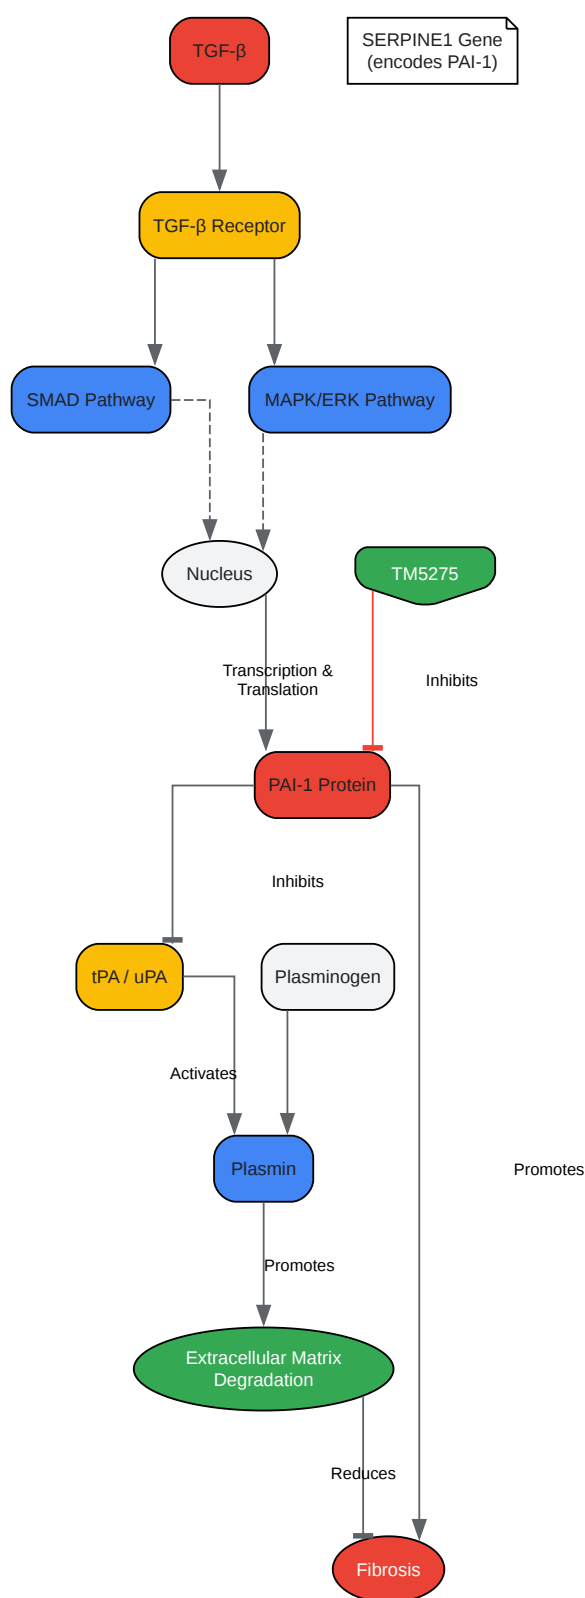 TGF-β
SERPINE1 Gene
(encodes PAI-1)
TGF-β Receptor
SMAD Pathway
MAPK/ERK Pathway
Nucleus
TM5275
Transcription &
Translation
Inhibits
PAI-1 Protein
Inhibits
tPA / uPA
Plasminogen
Activates
Plasmin
Promotes
Promotes
Extracellular Matrix
Degradation
Reduces
Fibrosis